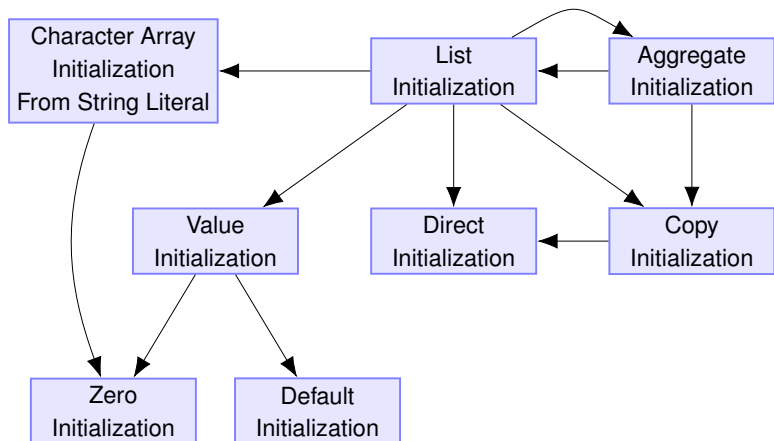 Character Array
Initialization
From String Literal
List
Initialization
Aggregate
Initialization
Value
Initialization
Direct
Initialization
Copy
Initialization
Zero
Initialization
Default
Initialization